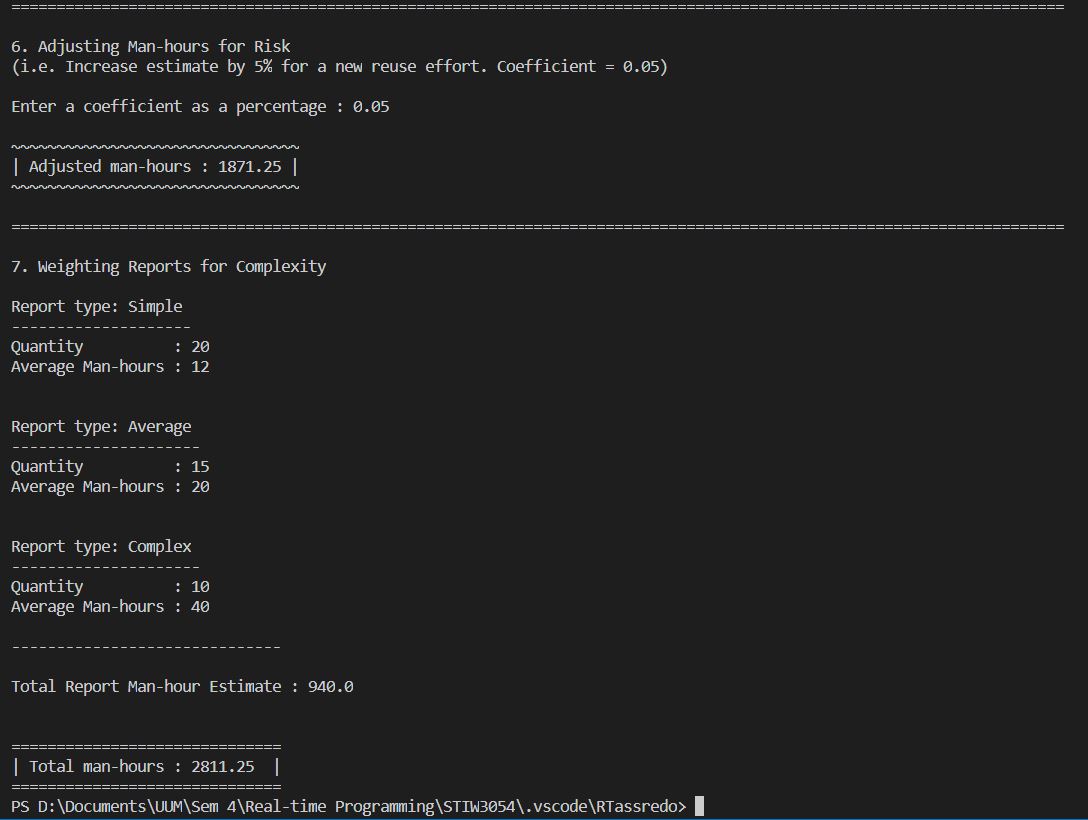 =====================================================================================================================
6. Adjusting Man-hours for Risk
(i.e. Increase estimate by 5% for a new reuse effort. Coefficient = 0.05)
Enter a coefficient as a percentage : 0.05
~~~~~~~~~~~~~~~~~~~~~~~~~~~~~~~~
| Adjusted man-hours : 1871.25 |
~~~~~~~~~~~~~~~~~~~~~~~~~~~~~~~~
=====================================================================================================================
7. Weighting Reports for Complexity
Report type: Simple
--------------------
Quantity          : 20
Average Man-hours : 12
Report type: Average
---------------------
Quantity          : 15
Average Man-hours : 20
Report type: Complex
---------------------
Quantity          : 10
Average Man-hours : 40
------------------------------
Total Report Man-hour Estimate : 940.0
==============================
| Total man-hours : 2811.25  |
==============================
PS D:\Documents\UUM\Sem 4\Real-time Programming\STIW3054\.vscode\RTassredo>